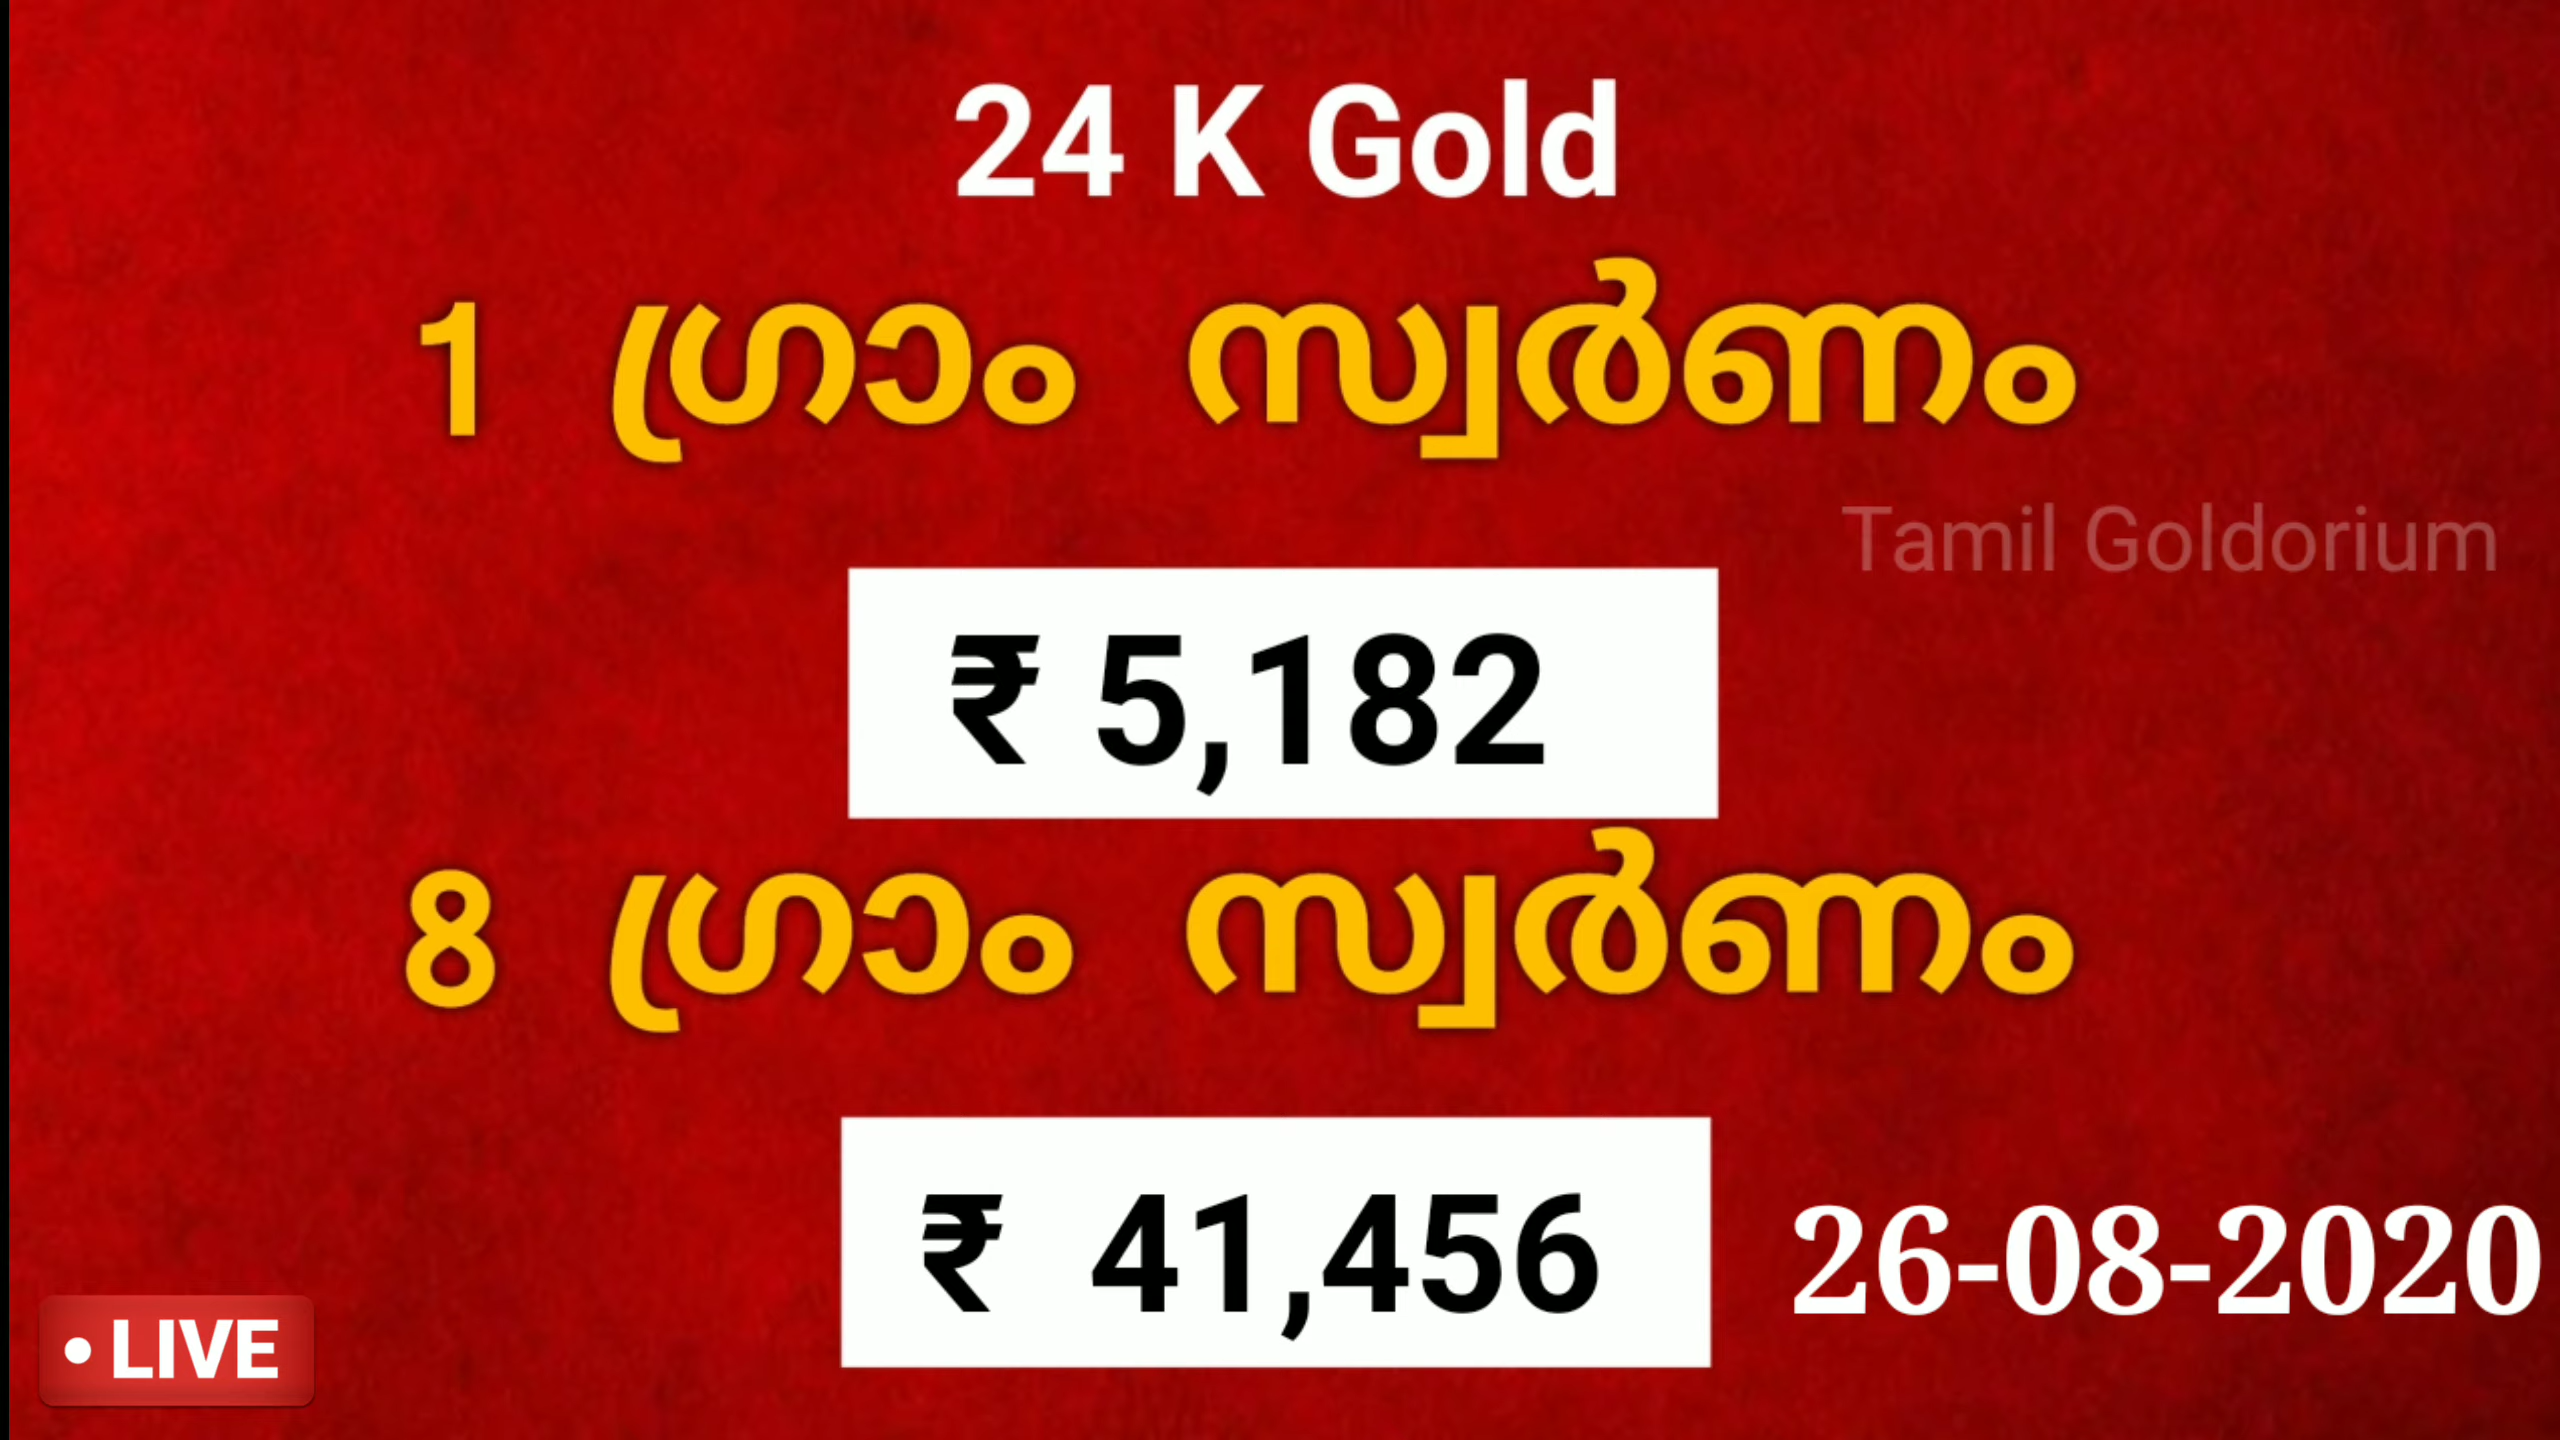 24 K Gold
1 ഗ്രാം സ്വർണം
Tamil Goldorium
₹ 5,182
8 ഗ്രാം സ്വർണം
₹ 41,456
26-08-2020
• LIVE